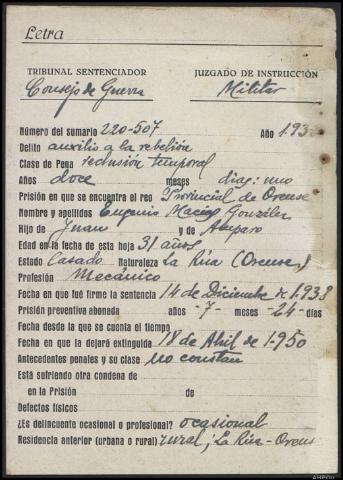 Letra
TRIBUNAL SENTENCIADOR JUZGADO DE INSTRUCCIÓN
Consejo de Guerra Militar
Número del sumario 220-507 Año 1.938
Delito auxilio a la rebelión
Clase de Pena reclusión temporal
Años doce meses dias: uno
Prisión en que se encuentra el reo Provincial de Orense
Nombre y apellidos Eugenio Macías González
Hijo de Juan y de Amparo
Edad en la fecha de esta hoja 31 años
Estado Casado Naturaleza La Rúa (Orense)
Profesión Mecánico
Fecha en que fué firme la sentencia 14 de Diciembre de 1.938
Prisión preventiva abonada años -7- meses -24- días
Fecha desde la que se cuenta el tiempo
Fecha en que la dejará extinguida 18 de Abril de 1.950
Antecedentes penales y su clase no constan
Está sufriendo otra condena de
en la Prisión de
Defectos físicos
¿Es delincuente ocasional o profesional? ocasional
Residencia anterior (urbana o rural) rural, La Rúa-Orense